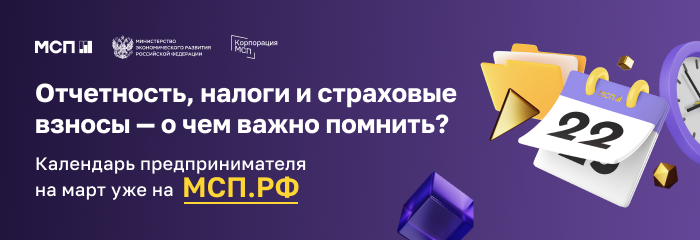 МСП
МИНИСТЕРСТВО
ЭКОНОМИЧЕСКОГО РАЗВИТИЯ
РОССИЙСКОЙ ФЕДЕРАЦИИ
Корпорация
МСП
Отчетность, налоги и страховые
взносы — о чем важно помнить?
Календарь предпринимателя
на март уже на МСП.РФ
МСП
22
23